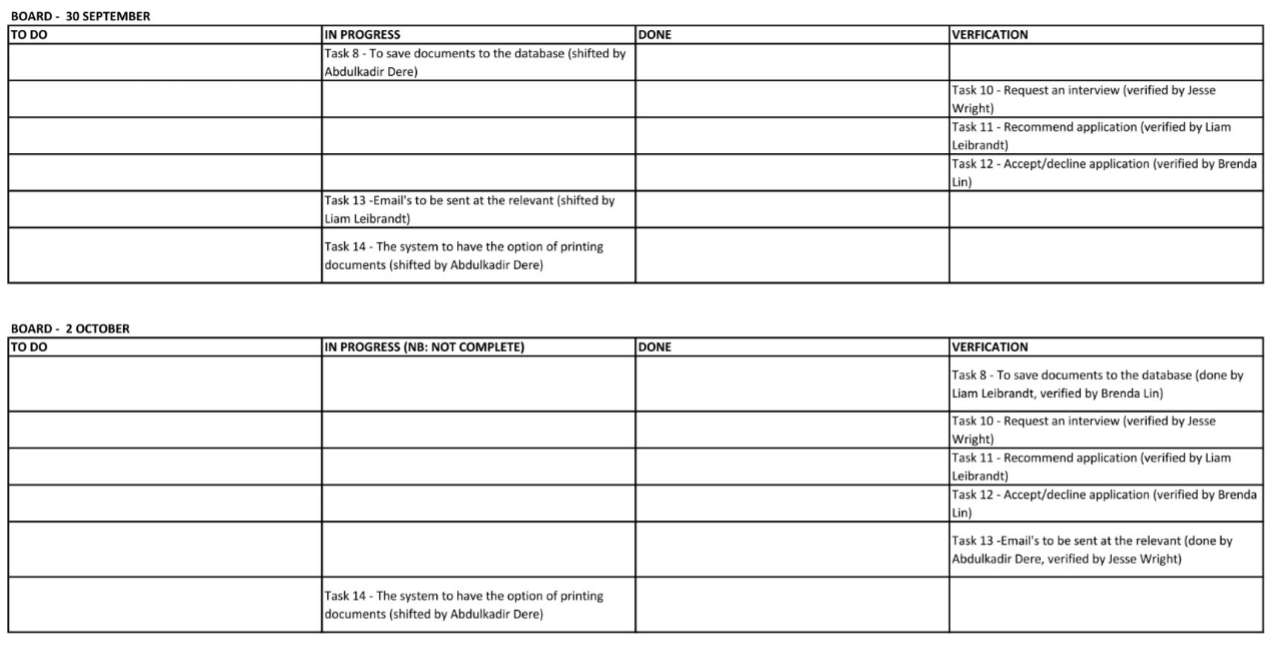 BOARD -  30 SEPTEMBER
TO DO	IN PROGRESS	DONE	VERFICATION
Task 8 - To save documents to the database (shifted by
Abdulkadir Dere)
Task 10 - Request an interview (verified by Jesse
Wright)
Task 11 - Recommend application (verified by Liam
Leibrandt)
Task 12 - Accept/decline application (verified by Brenda
Lin)
Task 13 -Email's to be sent at the relevant (shifted by
Liam Leibrandt)
Task 14 - The system to have the option of printing
documents (shifted by Abdulkadir Dere)
BOARD -  2 OCTOBER
TO DO	IN PROGRESS (NB: NOT COMPLETE)	DONE	VERFICATION
Task 8 - To save documents to the database (done by
Liam Leibrandt, verified by Brenda Lin)
Task 10 - Request an interview (verified by Jesse
Wright)
Task 11 - Recommend application (verified by Liam
Leibrandt)
Task 12 - Accept/decline application (verified by Brenda
Lin)
Task 13 -Email's to be sent at the relevant (done by
Abdulkadir Dere, verified by Jesse Wright)
Task 14 - The system to have the option of printing
documents (shifted by Abdulkadir Dere)